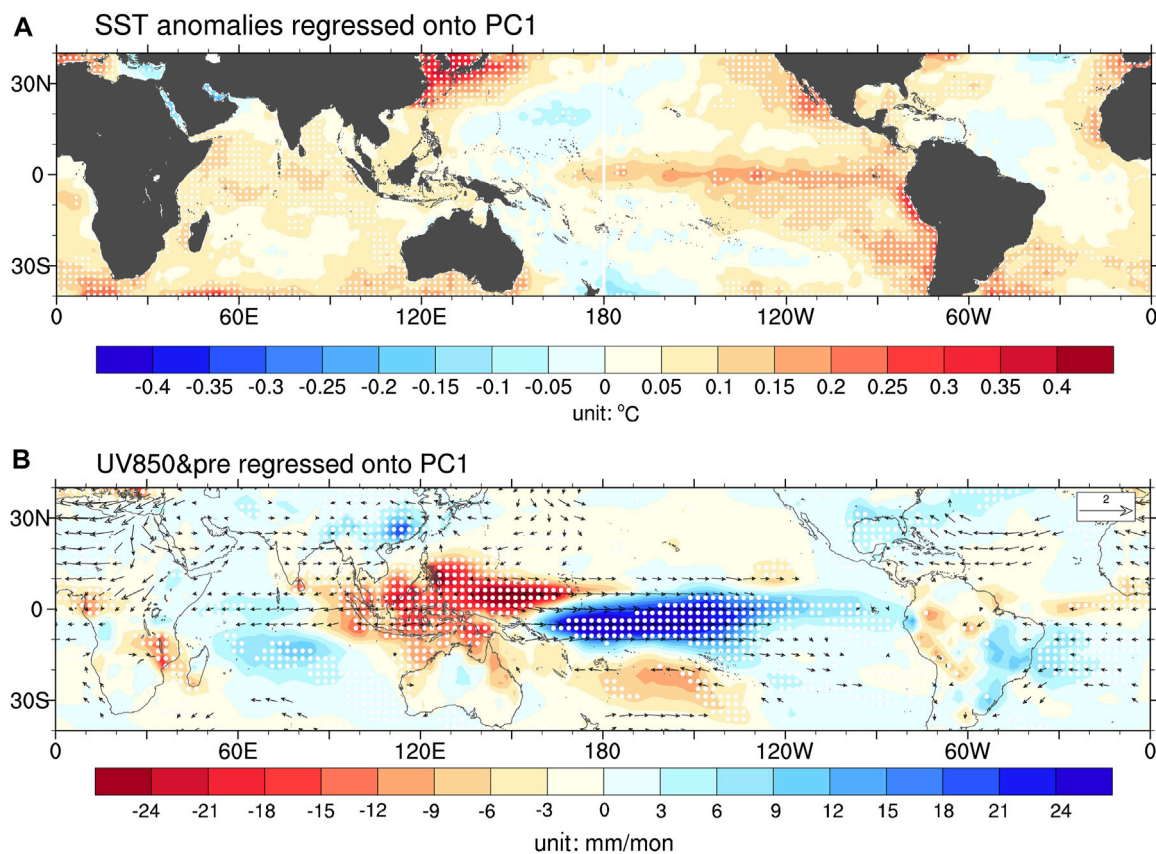 A SST anomalies regressed onto PC1
30N
0
30S
0 60E 120E 180 120W 60W 0
-0.4 -0.35 -0.3 -0.25 -0.2 -0.15 -0.1 -0.05 0 0.05 0.1 0.15 0.2 0.25 0.3 0.35 0.4
unit: °C
B UV850&pre regressed onto PC1
2
30N
0
30S
0 60E 120E 180 120W 60W 0
-24 -21 -18 -15 -12 -9 -6 -3 0 3 6 9 12 15 18 21 24
unit: mm/mon